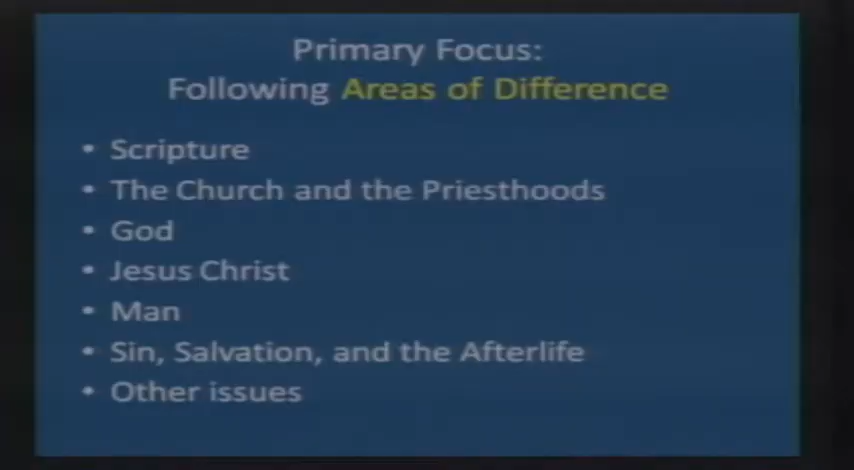 Primary Focus:
Following Areas of Difference
• Scripture
• The Church and the Priesthoods
• God
• Jesus Christ
• Man
• Sin, Salvation, and the Afterlife
• Other issues